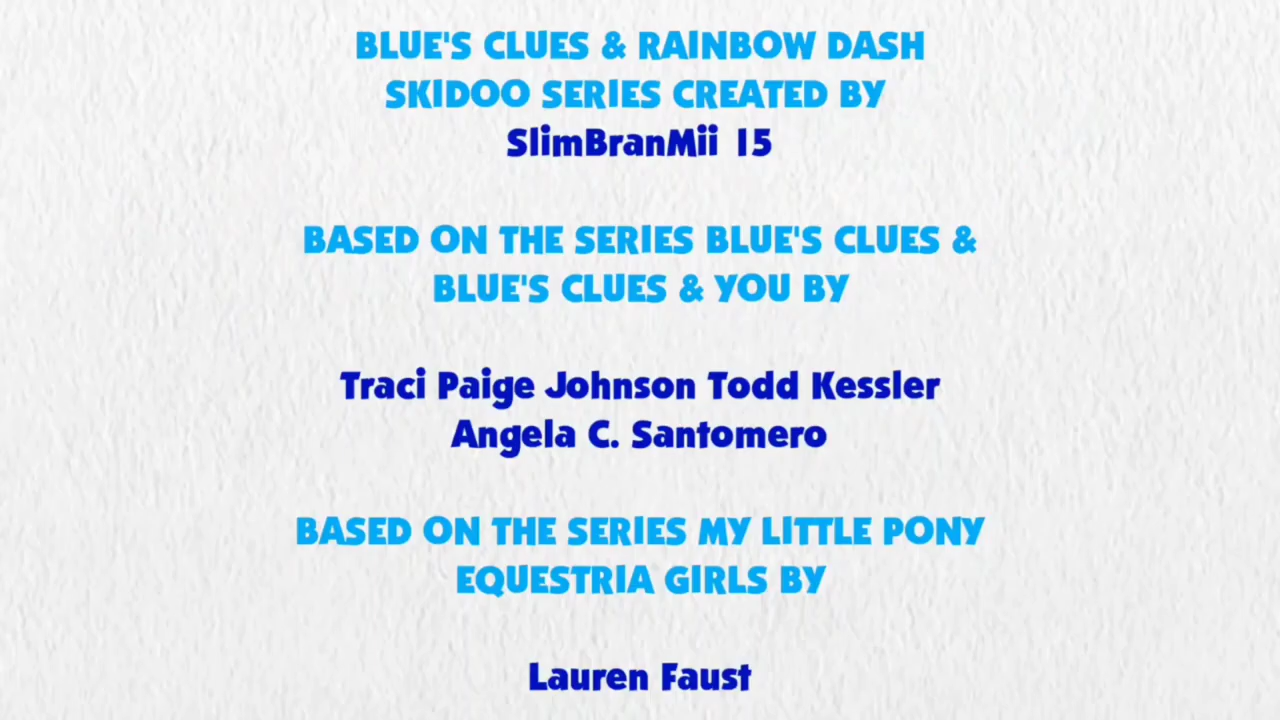 BLUE'S CLUES & RAINBOW DASH
SKIDOO SERIES CREATED BY
SlimBranMii 15
BASED ON THE SERIES BLUE'S CLUES &
BLUE'S CLUES & YOU BY
Traci Paige Johnson Todd Kessler
Angela C. Santomero
BASED ON THE SERIES MY LITTLE PONY
EQUESTRIA GIRLS BY
Lauren Faust